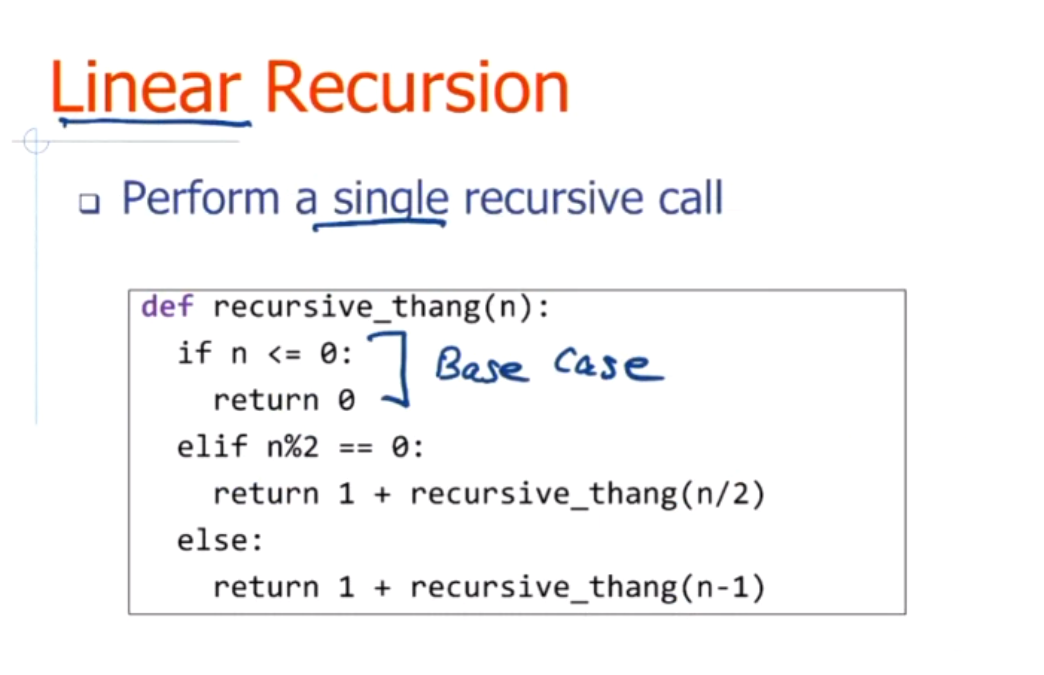 Linear Recursion
❑ Perform a single recursive call
def recursive_thang(n):
if n <= 0:
return 0
Base Case
elif n%2 == 0:
return 1 + recursive_thang(n/2)
else:
return 1 + recursive_thang(n-1)